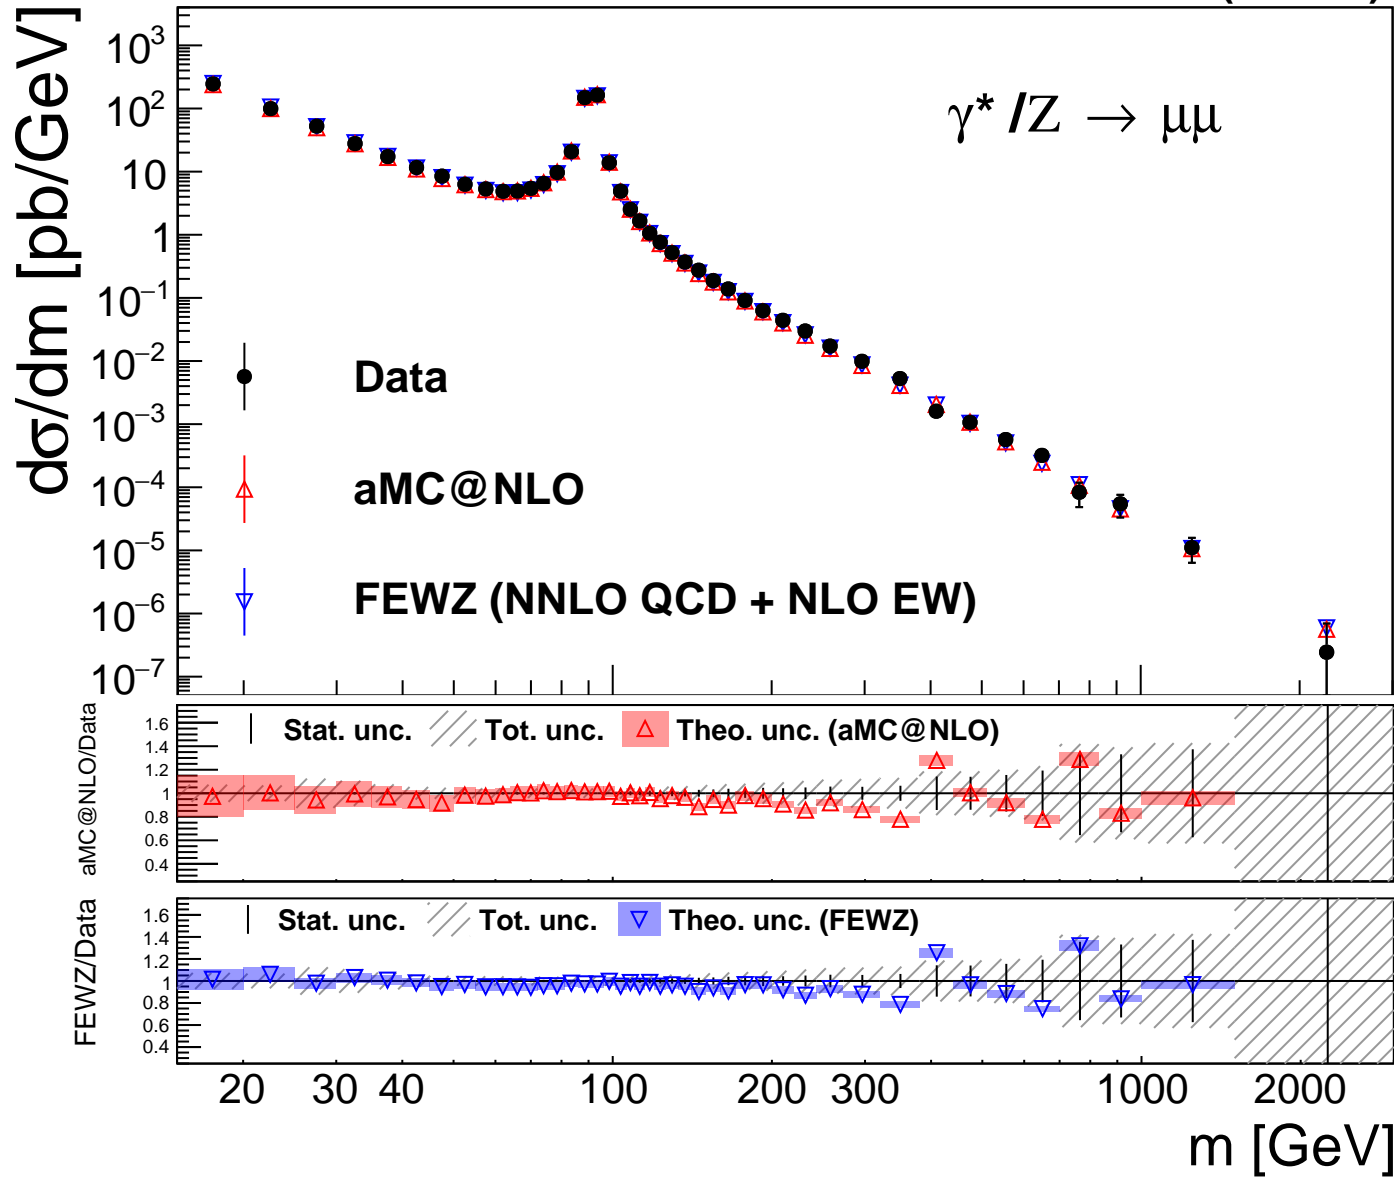 dσ/dm [pb/GeV]
10³
10²
10
1
10⁻¹
10⁻²
10⁻³
10⁻⁴
10⁻⁵
10⁻⁶
10⁻⁷
γ* /Z → μμ
Data
aMC@NLO
FEWZ (NNLO QCD + NLO EW)
aMC@NLO/Data
1.6
1.4
1.2
1
0.8
0.6
0.4
Stat. unc. Tot. unc. Theo. unc. (aMC@NLO)
FEWZ/Data
1.6
1.4
1.2
1
0.8
0.6
0.4
Stat. unc. Tot. unc. Theo. unc. (FEWZ)
20 30 40 100 200 300 1000 2000
m [GeV]